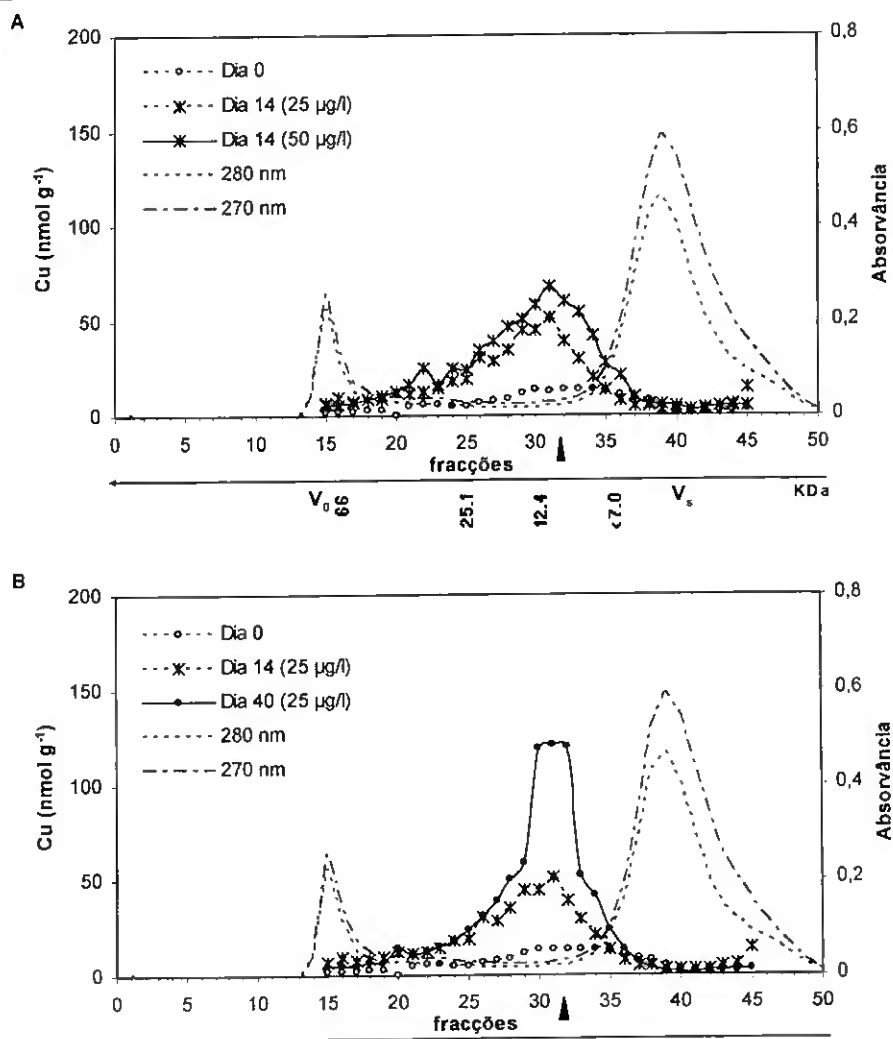 A
200
150
100
50
0
Cu (nmol g⁻¹)
Dia 0
Dia 14 (25 µg/l)
Dia 14 (50 µg/l)
280 nm
270 nm
0,8
0,6
0,4
0,2
0
Absorvância
0 5 10 15 20 25 30 35 40 45 50
fracções
V₀ 66 25.1 12.4 <7.0 Vs KDa
B
200
150
100
50
0
Cu (nmol g⁻¹)
Dia 0
Dia 14 (25 µg/l)
Dia 40 (25 µg/l)
280 nm
270 nm
0,8
0,6
0,4
0,2
0
Absorvância
0 5 10 15 20 25 30 35 40 45 50
fracções